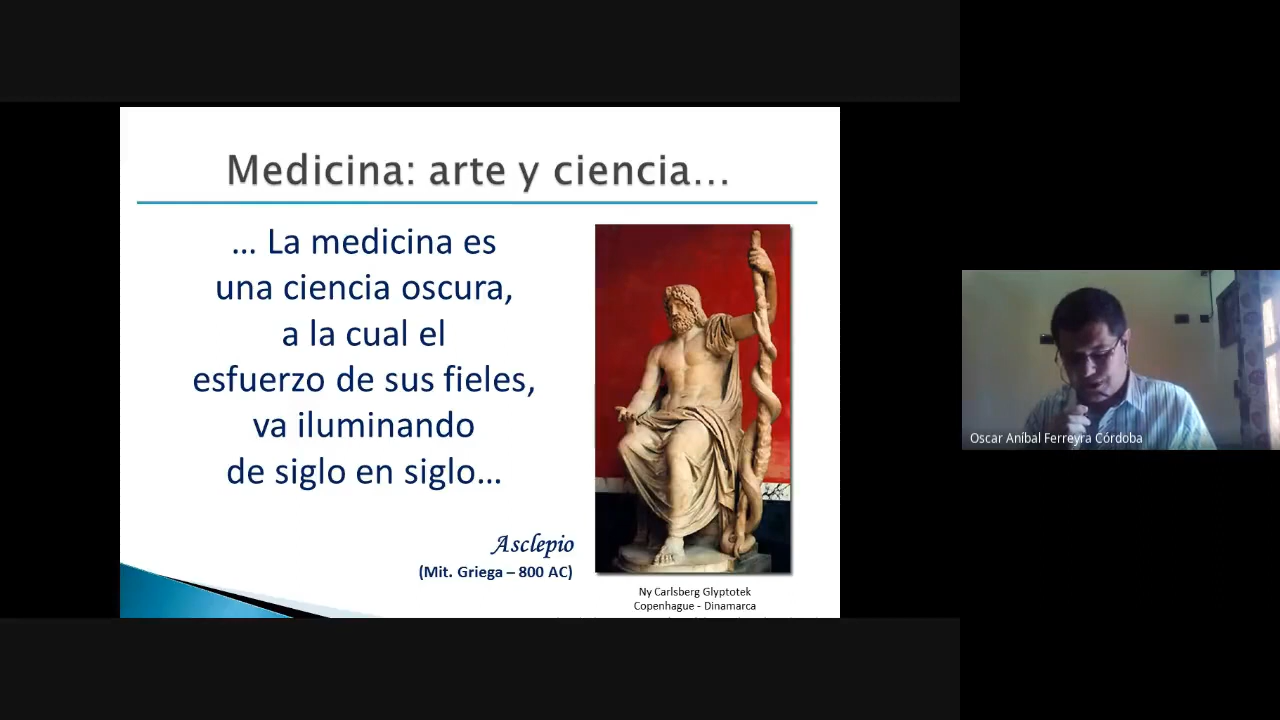 Medicina: arte y ciencia...
... La medicina es
una ciencia oscura,
a la cual el
esfuerzo de sus fieles,
va iluminando
de siglo en siglo...
Asclepio
(Mit. Griega – 800 AC)
Ny Carlsberg Glyptotek
Copenhague - Dinamarca
Oscar Aníbal Ferreyra Córdoba